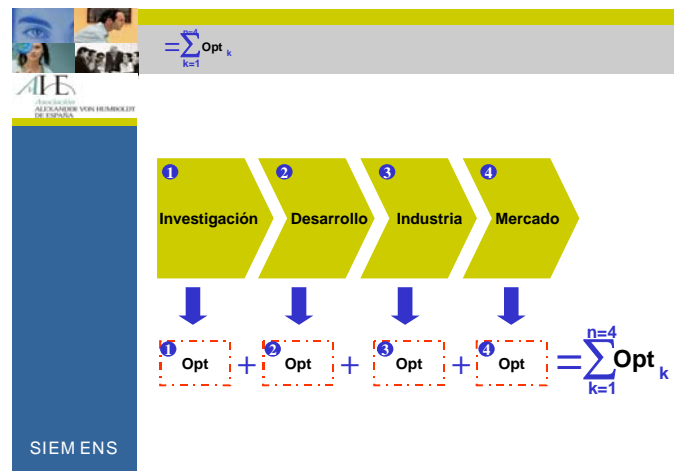 =∑Opt k
n=4
k=1
AHE
Asociación
ALEXANDER VON HUMBOLDT
DE ESPAÑA
1 2 3 4
Investigación Desarrollo Industria Mercado
1 2 3 4
Opt + Opt + Opt + Opt =∑Opt k
n=4
k=1
SIEMENS